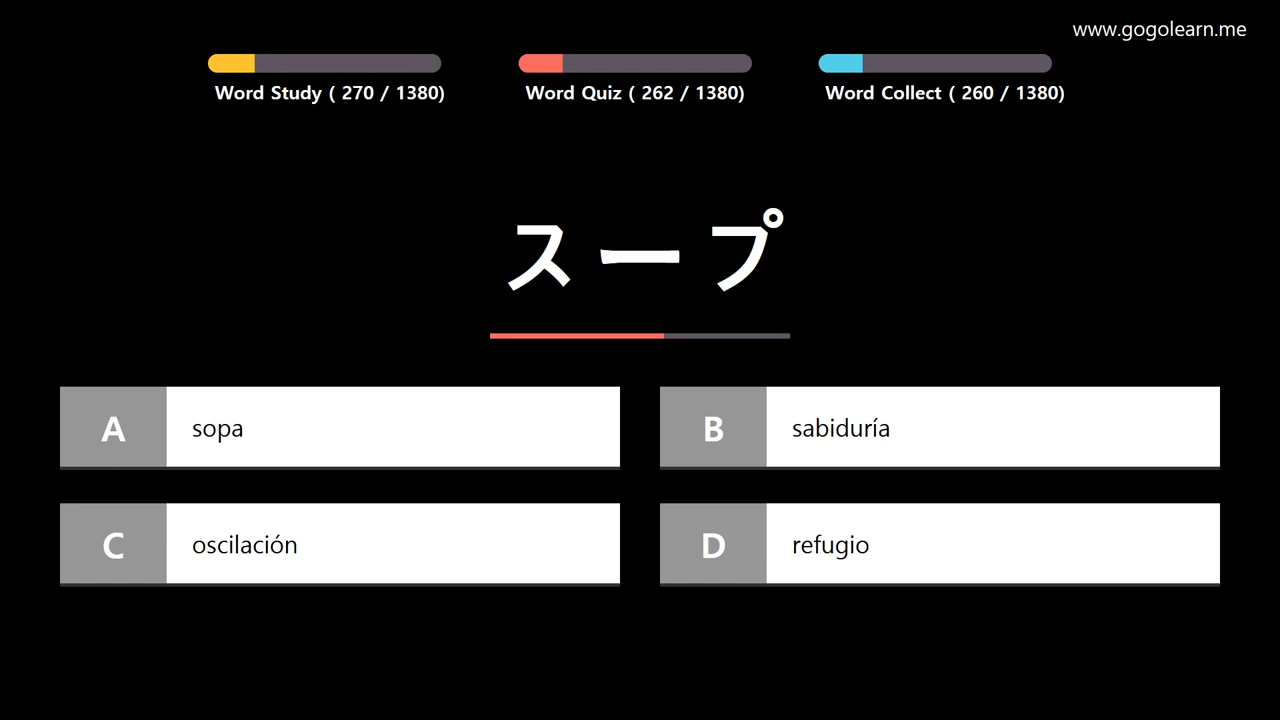 www.gogolearn.me
Word Study ( 270 / 1380)
Word Quiz ( 262 / 1380)
Word Collect ( 260 / 1380)
スープ
A sopa
B sabiduría
C oscilación
D refugio